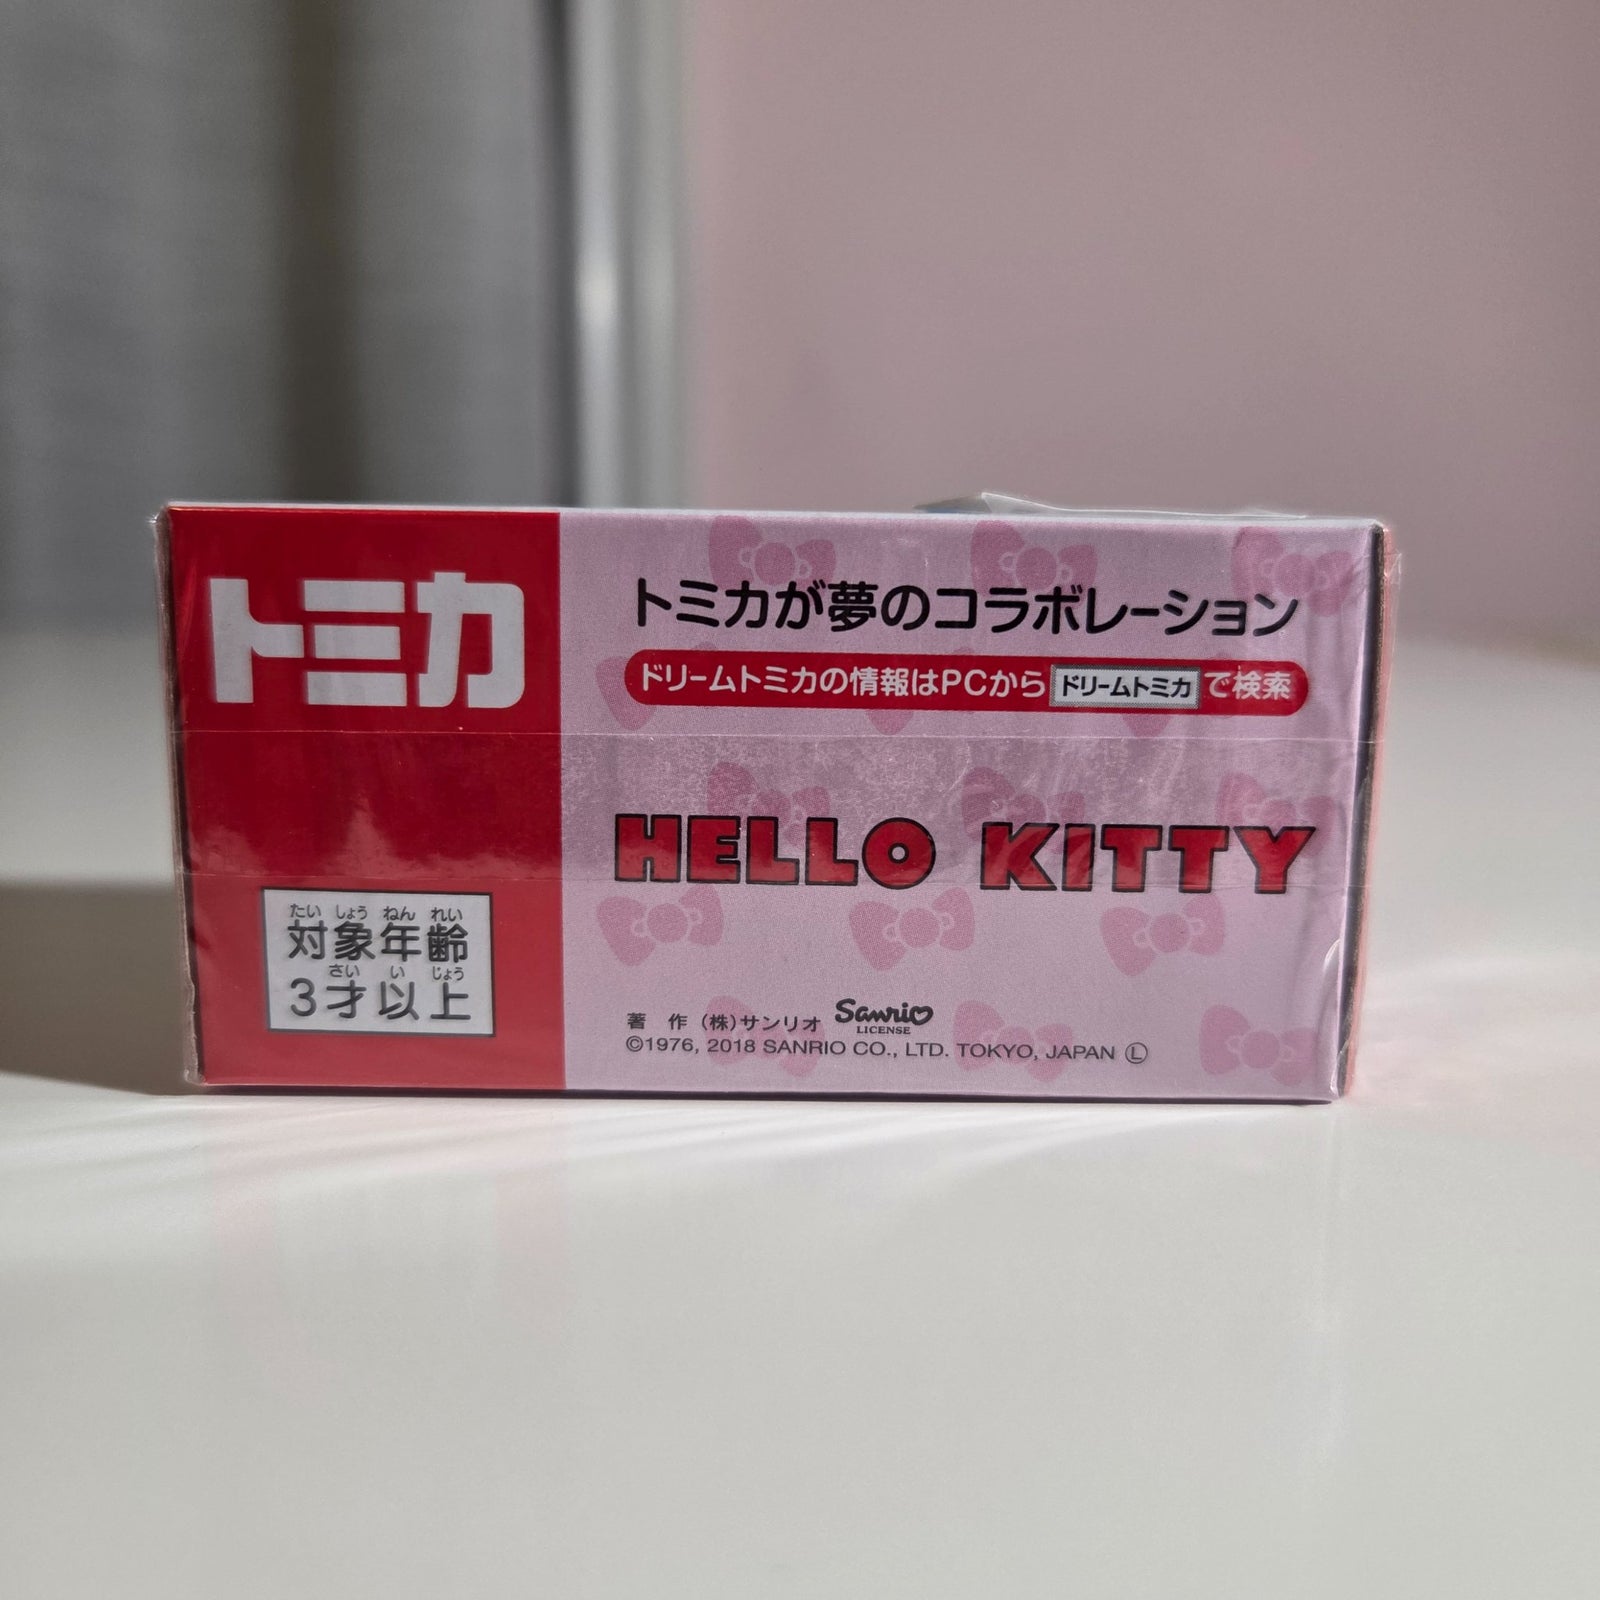 トミカ
たい しょう ねん れい
対象年齢
さい い じょう
3才以上
トミカが夢のコラボレーション
ドリームトミカの情報はPCから ドリームトミカ で検索
HELLO KITTY
著 作 (株)サンリオ Sanrio
LICENSE
©1976, 2018 SANRIO CO., LTD. TOKYO, JAPAN Ⓛ